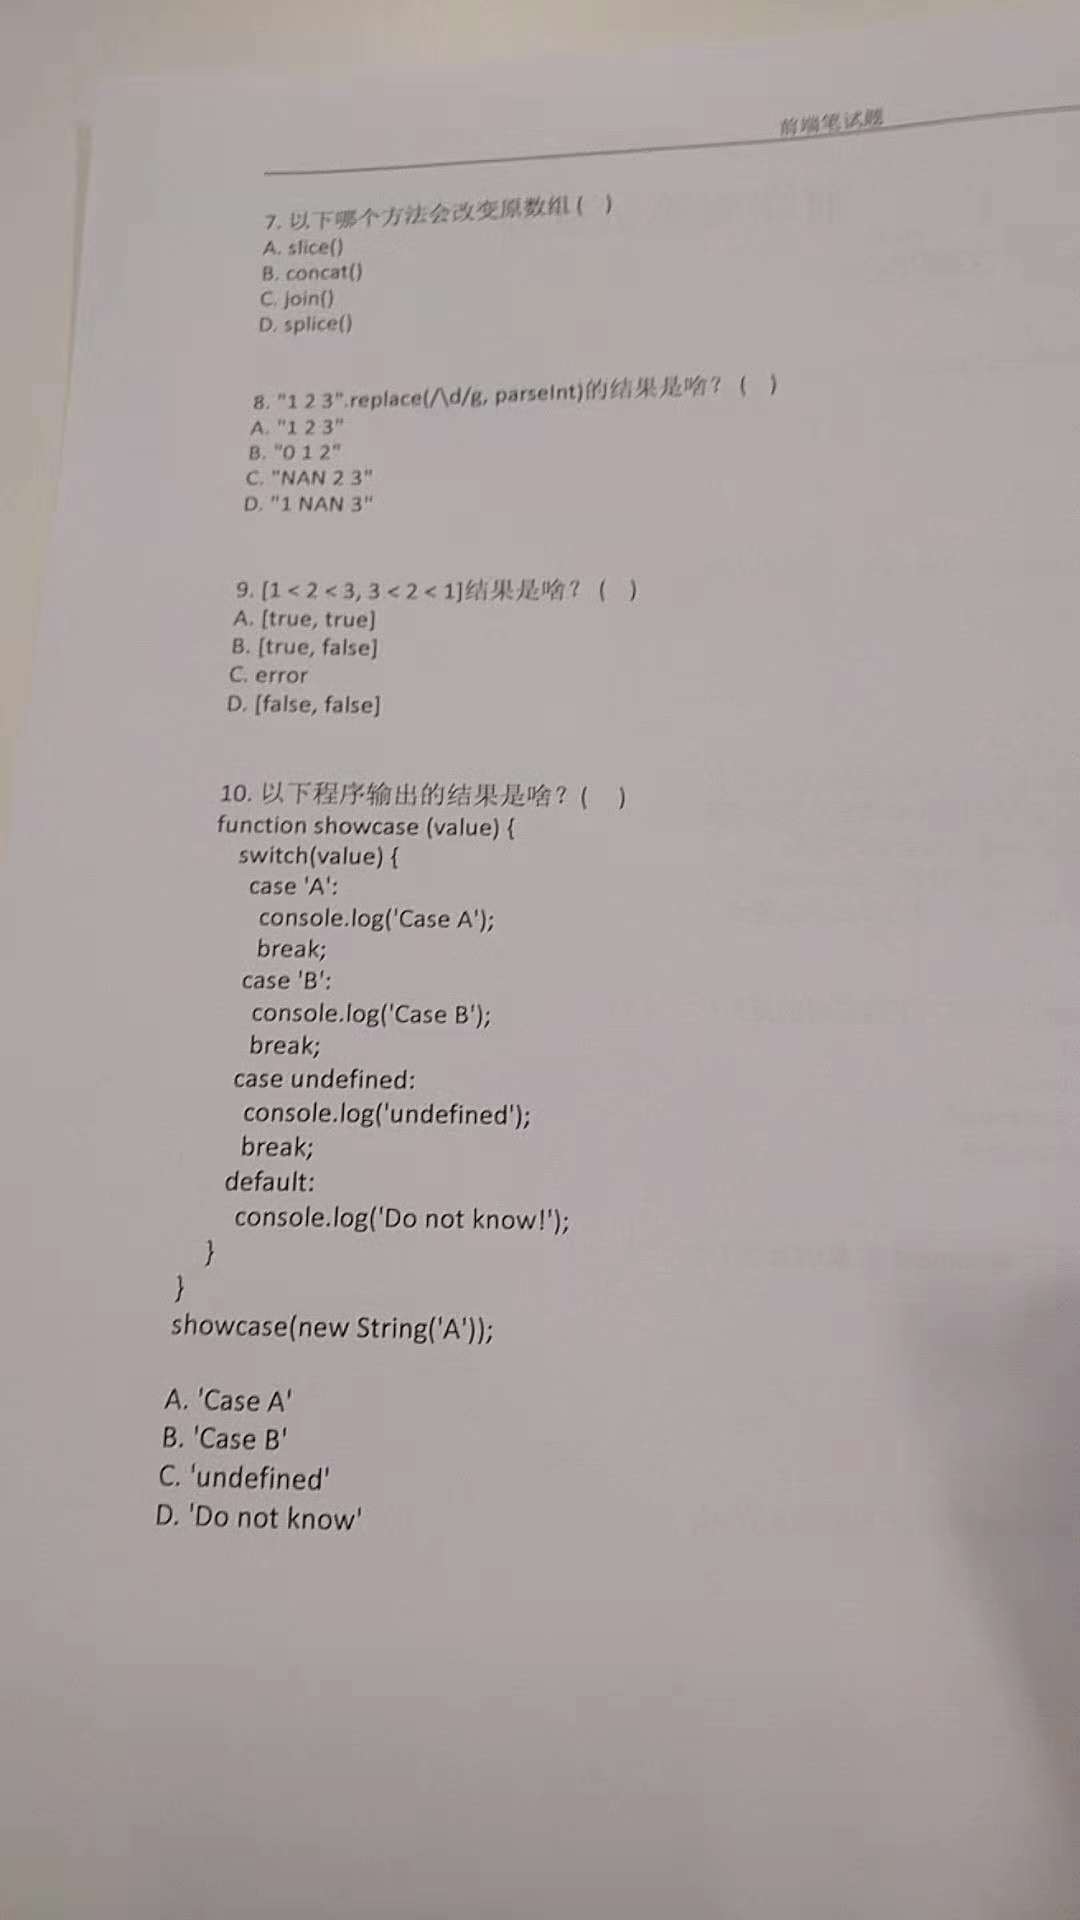 前端笔试题
7. 以下哪个方法会改变原数组 ( )
A. slice()
B. concat()
C. join()
D. splice()
8. "1 2 3".replace(/\d/g, parseInt)的结果是啥? ( )
A. "1 2 3"
B. "0 1 2"
C. "NAN 2 3"
D. "1 NAN 3"
9. [1 < 2 < 3, 3 < 2 < 1]结果是啥? ( )
A. [true, true]
B. [true, false]
C. error
D. [false, false]
10. 以下程序输出的结果是啥? ( )
function showcase (value) {
switch(value) {
case 'A':
console.log('Case A');
break;
case 'B':
console.log('Case B');
break;
case undefined:
console.log('undefined');
break;
default:
console.log('Do not know!');
}
}
showcase(new String('A'));
A. 'Case A'
B. 'Case B'
C. 'undefined'
D. 'Do not know'